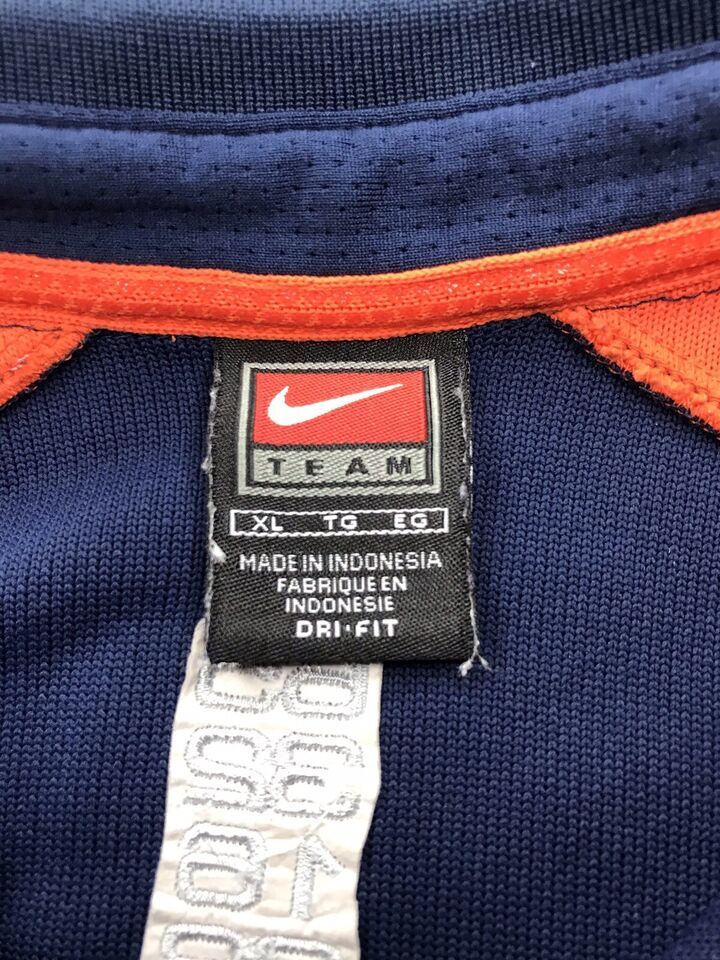 TEAM
XL TG EG
MADE IN INDONESIA
FABRIQUE EN
INDONESIE
DRI•FIT